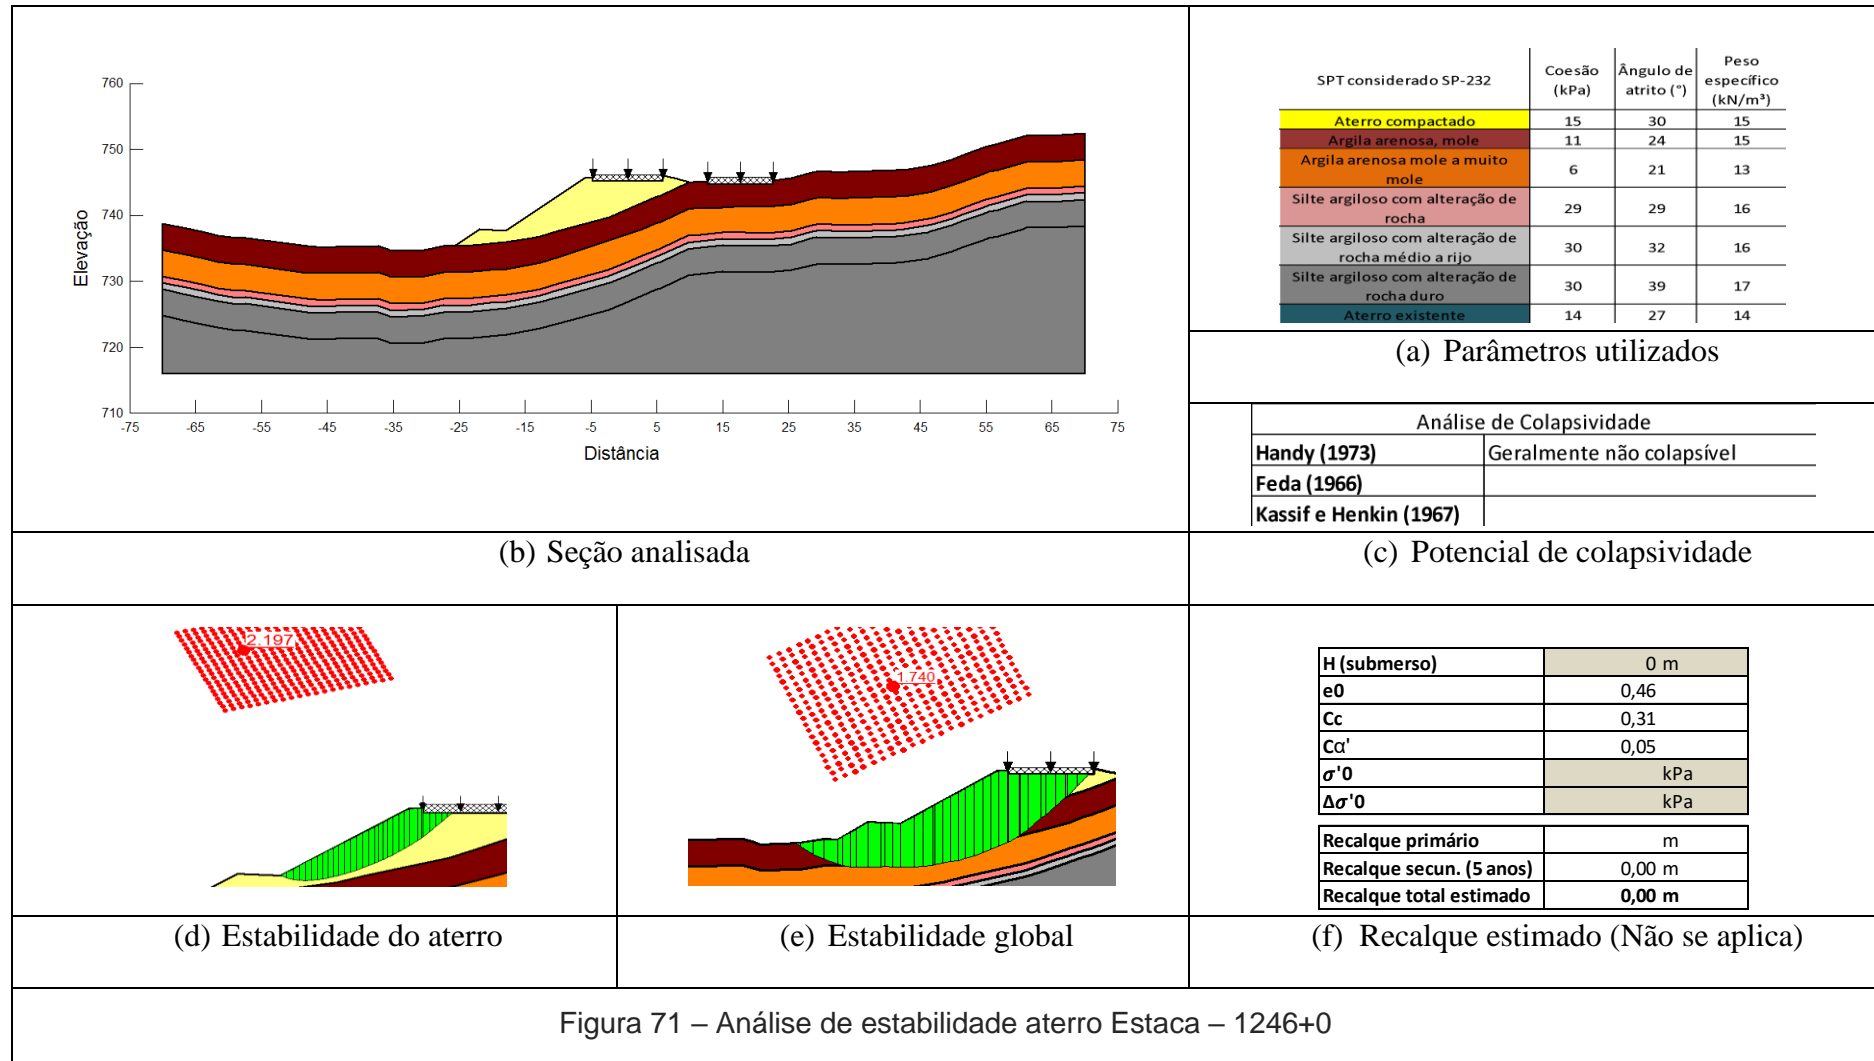 760
750
740
730
720
710
Elevação
-75 -65 -55 -45 -35 -25 -15 -5 5 15 25 35 45 55 65 75
Distância
SPT considerado SP-232 Coesão (kPa) Ângulo de atrito (°) Peso específico (kN/m³)
Aterro compactado 15 30 15
Argila arenosa, mole 11 24 15
Argila arenosa mole a muito mole 6 21 13
Silte argiloso com alteração de rocha 29 29 16
Silte argiloso com alteração de rocha médio a rijo 30 32 16
Silte argiloso com alteração de rocha duro 30 39 17
Aterro existente 14 27 14
(a) Parâmetros utilizados
Análise de Colapsividade
Handy (1973) Geralmente não colapsível
Feda (1966)
Kassif e Henkin (1967)
(b) Seção analisada
(c) Potencial de colapsividade
2.197
1.740
H (submerso) 0 m
e0 0,46
Cc 0,31
Cα' 0,05
σ'0 kPa
Δσ'0 kPa
Recalque primário m
Recalque secun. (5 anos) 0,00 m
Recalque total estimado 0,00 m
(d) Estabilidade do aterro
(e) Estabilidade global
(f) Recalque estimado (Não se aplica)
Figura 71 – Análise de estabilidade aterro Estaca – 1246+0